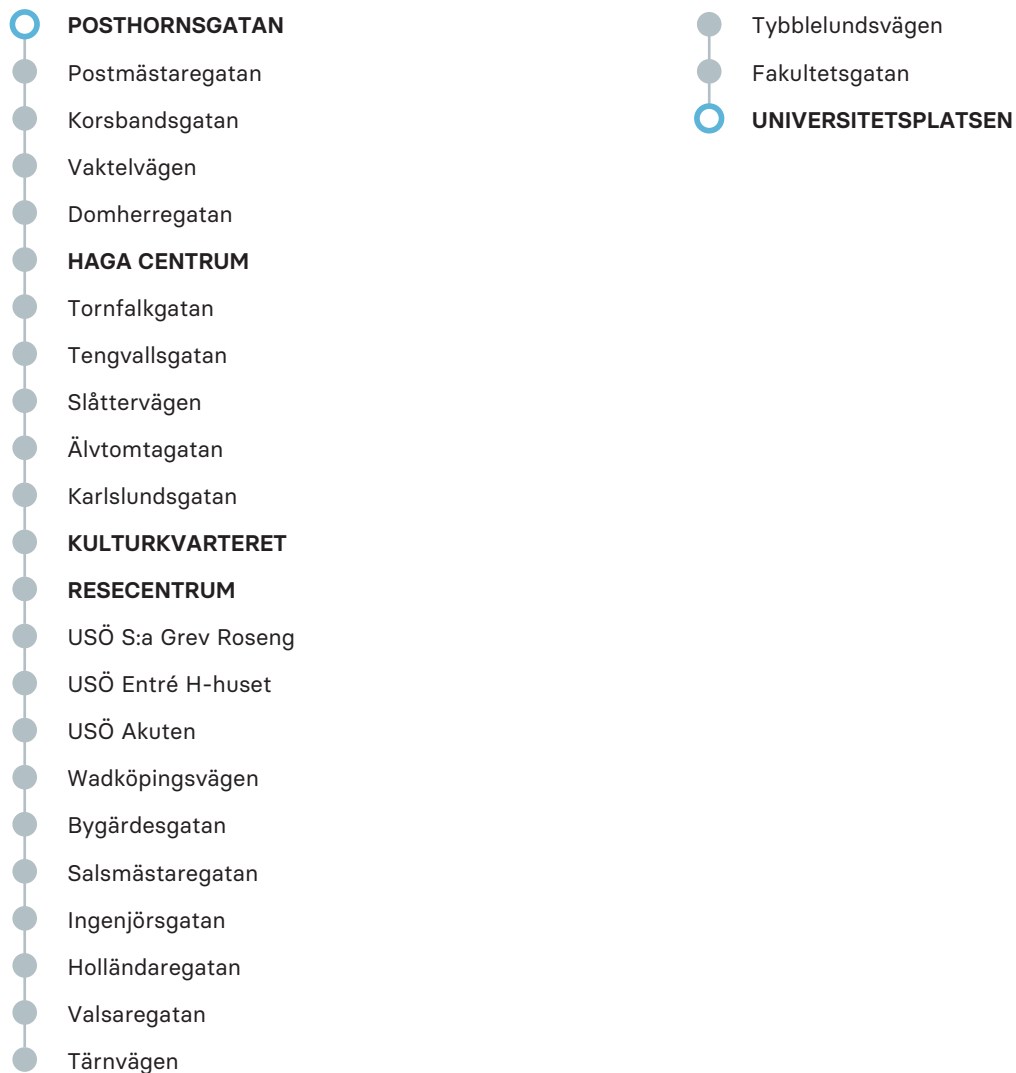 POSTHORNSGATAN
Postmästaregatan
Korsbandsgatan
Vaktelvägen
Domherregatan
HAGA CENTRUM
Tornfalkgatan
Tengvallsgatan
Slåttervägen
Älvtomtagatan
Karlslundsgatan
KULTURKVARTERET
RESECENTRUM
USÖ S:a Grev Roseng
USÖ Entré H-huset
USÖ Akuten
Wadköpingsvägen
Bygärdesgatan
Salsmästaregatan
Ingenjörsgatan
Holländaregatan
Valsaregatan
Tärnvägen
Tybblelundsvägen
Fakultetsgatan
UNIVERSITETSPLATSEN